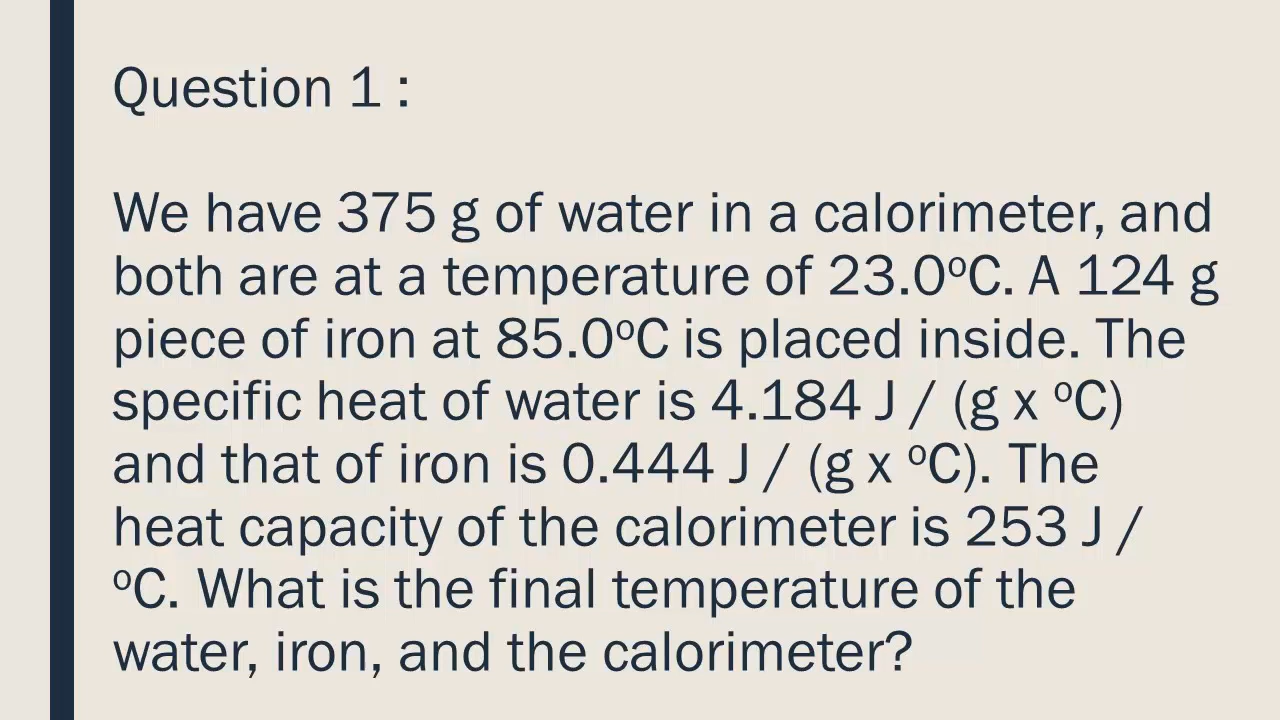 Question 1 :
We have 375 g of water in a calorimeter, and
both are at a temperature of 23.0ºC. A 124 g
piece of iron at 85.0ºC is placed inside. The
specific heat of water is 4.184 J / (g x ºC)
and that of iron is 0.444 J / (g x ºC). The
heat capacity of the calorimeter is 253 J /
ºC. What is the final temperature of the
water, iron, and the calorimeter?